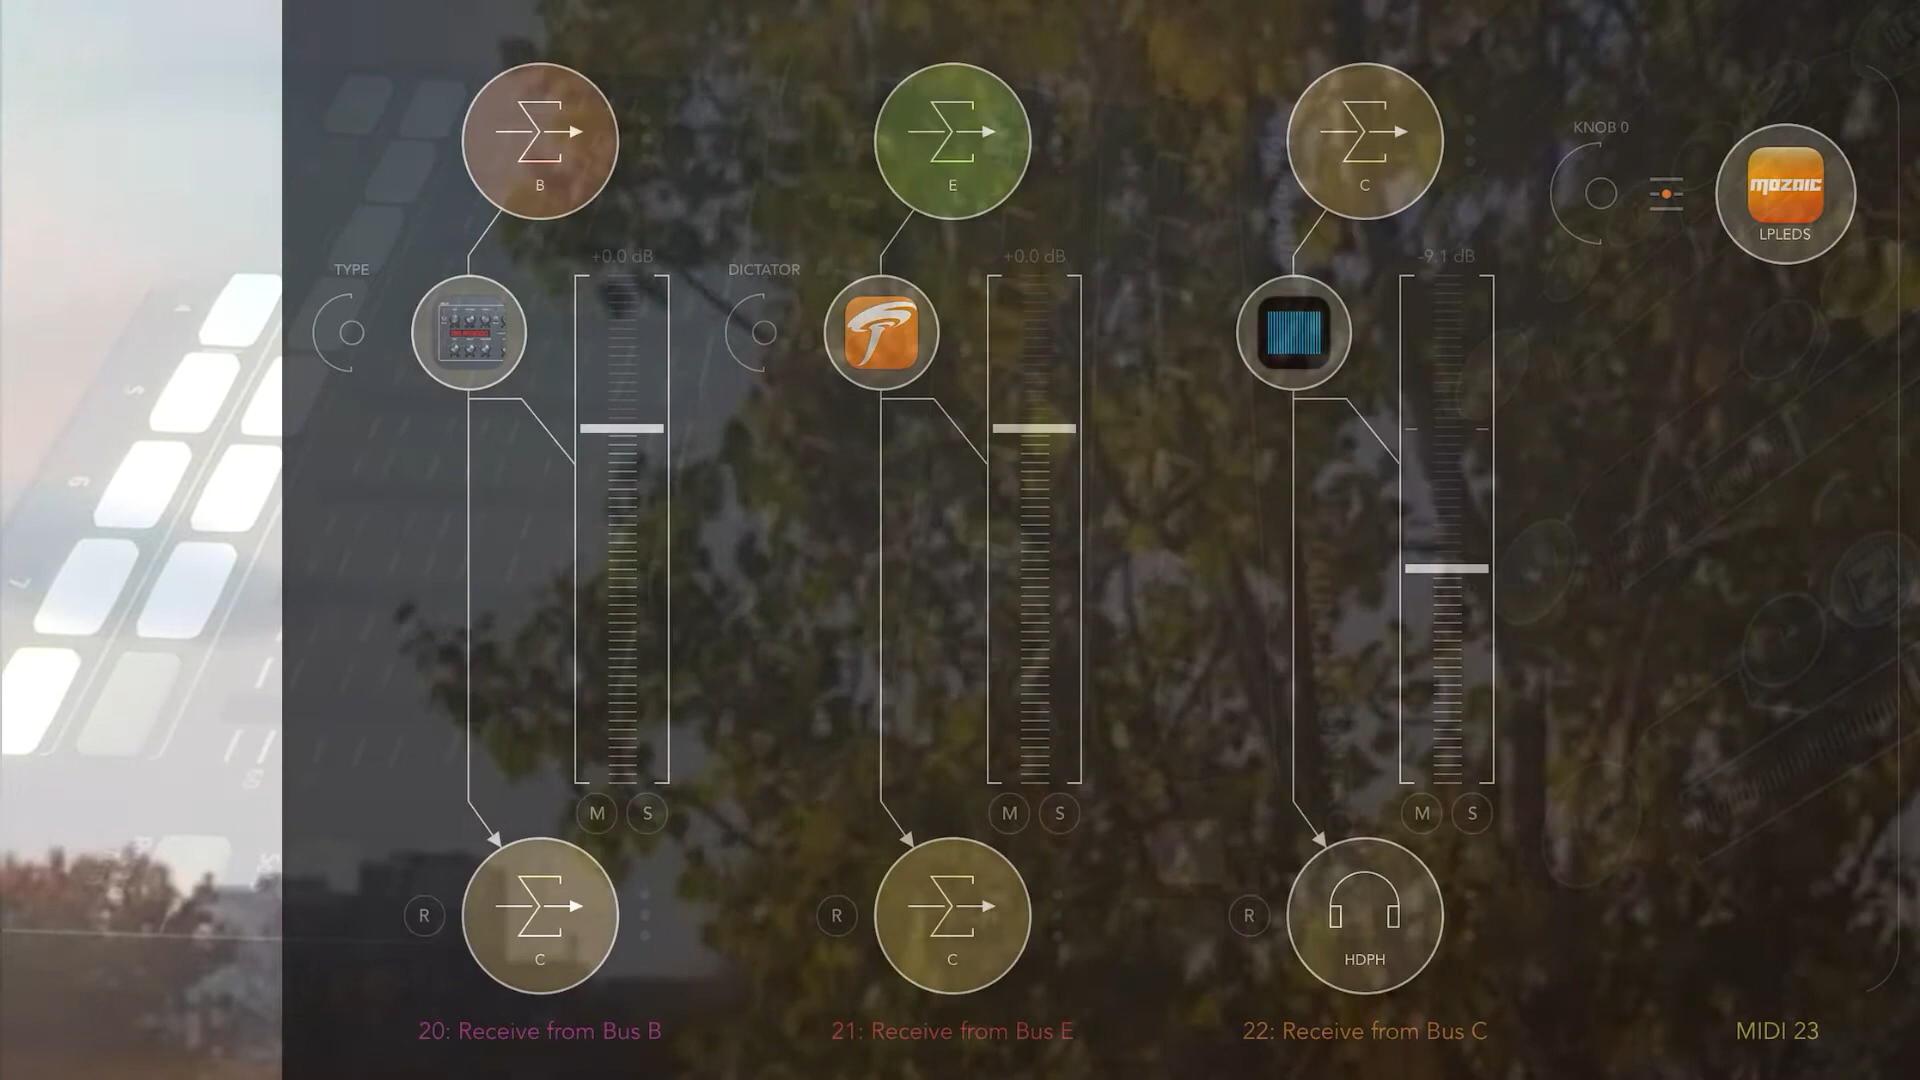 B
E
C
KNOB 0
mozaic
LPLEDS
+0.0 dB
+0.0 dB
-9.1 dB
TYPE
DICTATOR
M S
M S
M S
R
C
R
C
R
HDPH
20: Receive from Bus B
21: Receive from Bus E
22: Receive from Bus C
MIDI 23